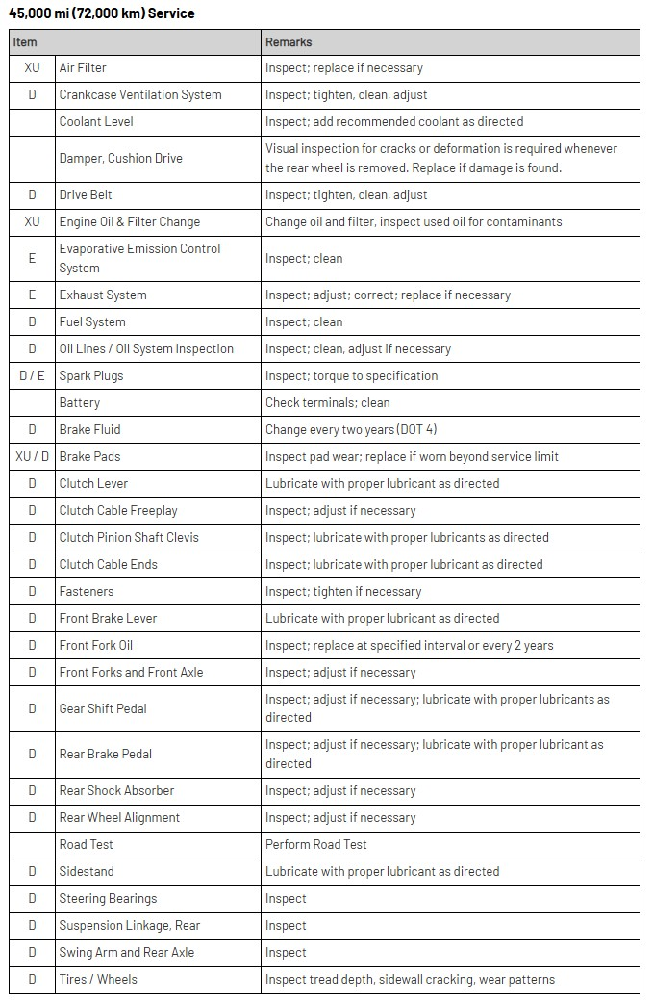 45,000 mi (72,000 km) Service
Item Remarks
XU Air Filter Inspect; replace if necessary
D Crankcase Ventilation System Inspect; tighten, clean, adjust
Coolant Level Inspect; add recommended coolant as directed
Damper, Cushion Drive Visual inspection for cracks or deformation is required whenever
the rear wheel is removed. Replace if damage is found.
D Drive Belt Inspect; tighten, clean, adjust
XU Engine Oil & Filter Change Change oil and filter, inspect used oil for contaminants
E Evaporative Emission Control
System Inspect; clean
E Exhaust System Inspect; adjust; correct; replace if necessary
D Fuel System Inspect; clean
D Oil Lines / Oil System Inspection Inspect; clean, adjust if necessary
D / E Spark Plugs Inspect; torque to specification
Battery Check terminals; clean
D Brake Fluid Change every two years (DOT 4)
XU / D Brake Pads Inspect pad wear; replace if worn beyond service limit
D Clutch Lever Lubricate with proper lubricant as directed
D Clutch Cable Freeplay Inspect; adjust if necessary
D Clutch Pinion Shaft Clevis Inspect; lubricate with proper lubricants as directed
D Clutch Cable Ends Inspect; lubricate with proper lubricant as directed
D Fasteners Inspect; tighten if necessary
D Front Brake Lever Lubricate with proper lubricant as directed
D Front Fork Oil Inspect; replace at specified interval or every 2 years
D Front Forks and Front Axle Inspect; adjust if necessary
D Gear Shift Pedal Inspect; adjust if necessary; lubricate with proper lubricants as
directed
D Rear Brake Pedal Inspect; adjust if necessary; lubricate with proper lubricant as
directed
D Rear Shock Absorber Inspect; adjust if necessary
D Rear Wheel Alignment Inspect; adjust if necessary
Road Test Perform Road Test
D Sidestand Lubricate with proper lubricant as directed
D Steering Bearings Inspect
D Suspension Linkage, Rear Inspect
D Swing Arm and Rear Axle Inspect
D Tires / Wheels Inspect tread depth, sidewall cracking, wear patterns